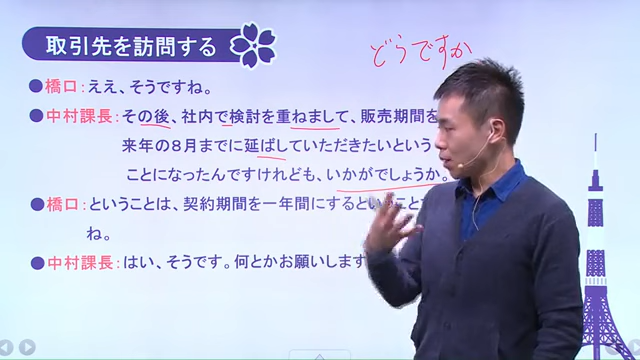 取引先を訪問する
どうですか
●橋口：ええ、そうですね。
●中村課長：その後、社内で検討を重ねまして、販売期間を
来年の８月までに延ばしていただきたいという
ことになったんですけれども、いかがでしょうか。
●橋口：ということは、契約期間を一年間にするということ
ね。
●中村課長：はい、そうです。何とかお願いします